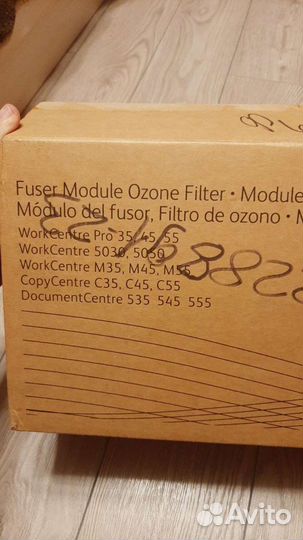 Fuser Module Ozone Filter • Module
Módulo del fusor, Filtro de ozono • M
WorkCentre Pro 35, 45, 55
WorkCentre 5030, 5050
WorkCentre M35, M45, M55
CopyCentre C35, C45, C55
DocumentCentre 535 545 555
Avito